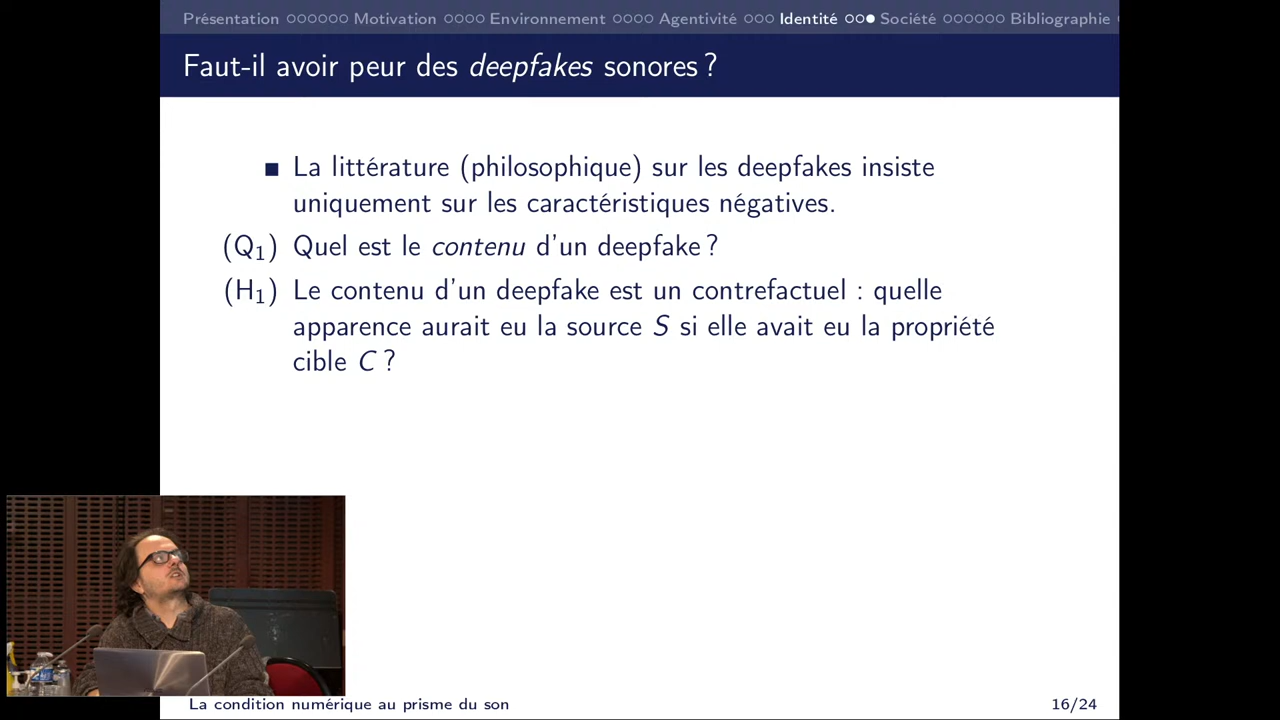 Présentation Motivation Environnement Agentivité Identité Société Bibliographie
Faut-il avoir peur des deepfakes sonores ?
La littérature (philosophique) sur les deepfakes insiste
uniquement sur les caractéristiques négatives.
(Q1) Quel est le contenu d'un deepfake ?
(H1) Le contenu d'un deepfake est un contrefactuel : quelle
apparence aurait eu la source S si elle avait eu la propriété
cible C ?
La condition numérique au prisme du son 16/24